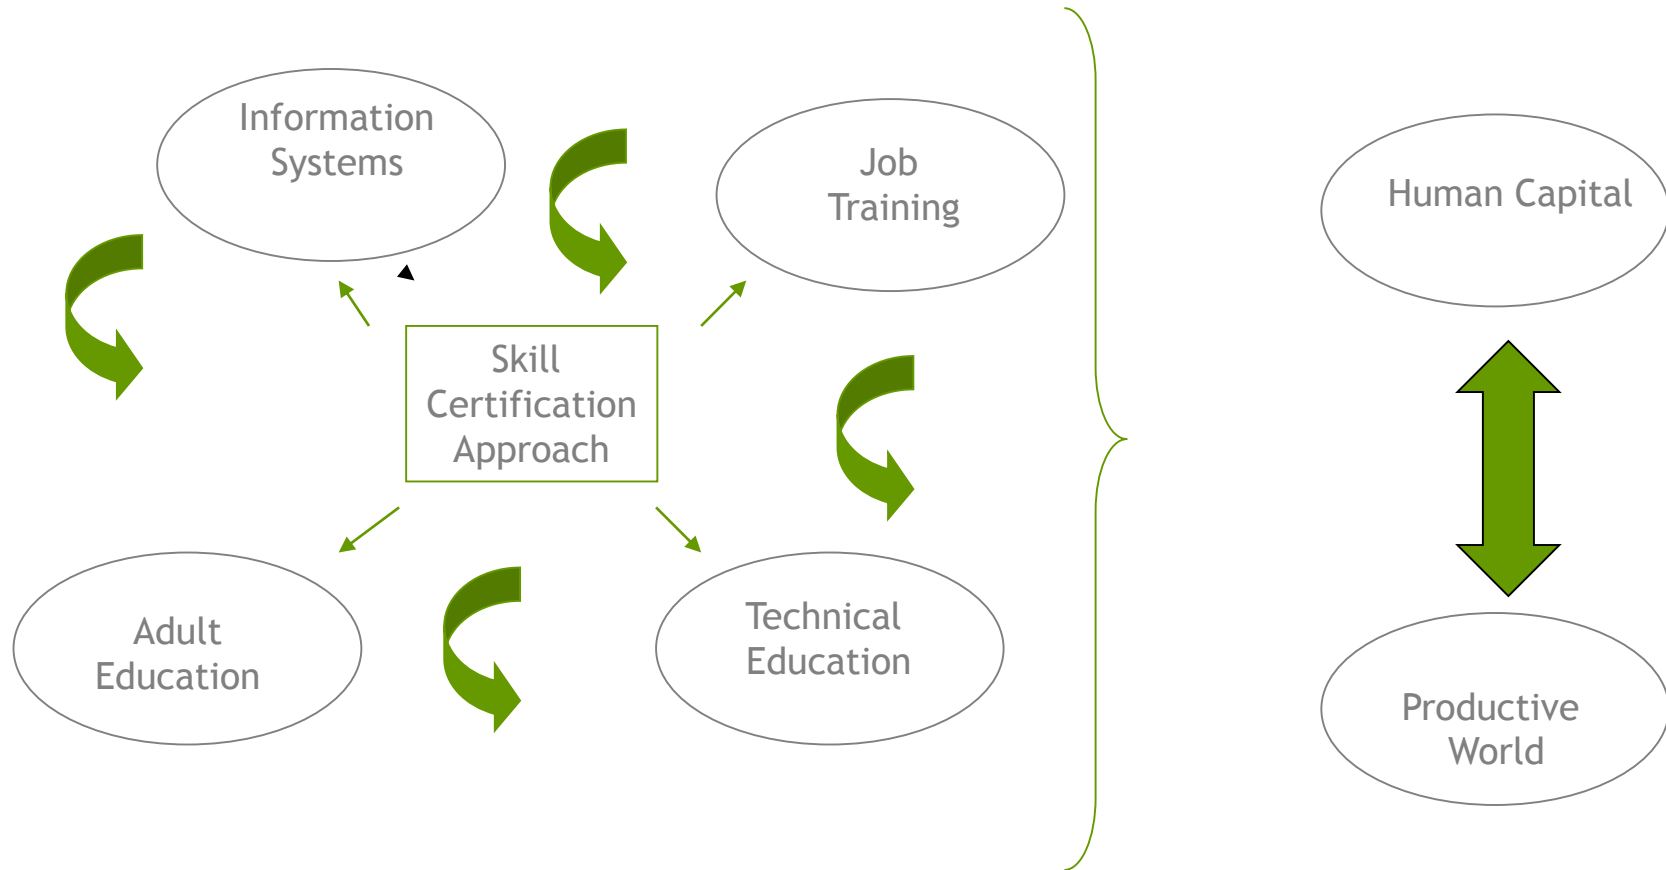 Information
Systems
Job
Training
Human Capital
Skill
Certification
Approach
Adult
Education
Technical
Education
Productive
World